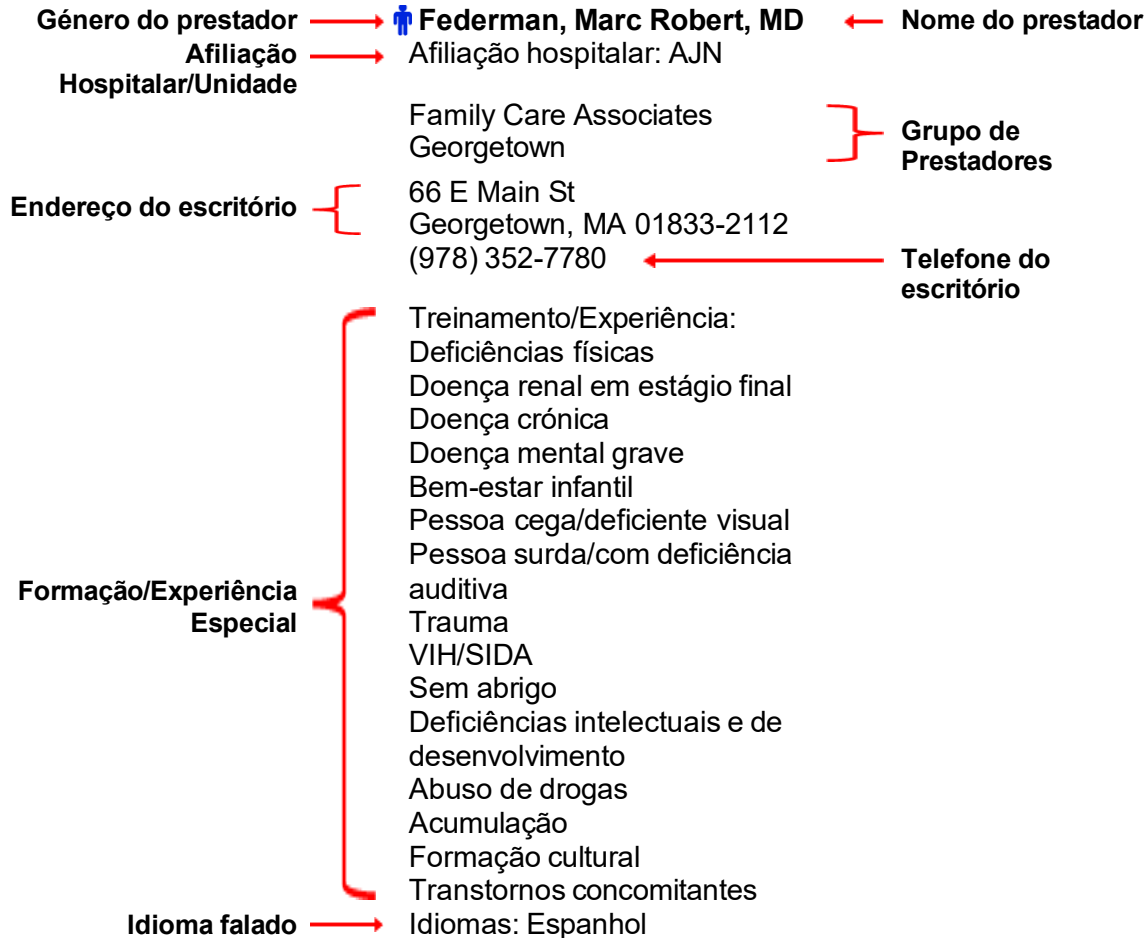 Género do prestador
Federman, Marc Robert, MD
Nome do prestador
Afiliação
Hospitalar/Unidade
Afiliação hospitalar: AJN
Family Care Associates
Georgetown
Grupo de
Prestadores
Endereço do escritório
66 E Main St
Georgetown, MA 01833-2112
(978) 352-7780
Telefone do
escritório
Formação/Experiência
Especial
Treinamento/Experiência:
Deficiências físicas
Doença renal em estágio final
Doença crónica
Doença mental grave
Bem-estar infantil
Pessoa cega/deficiente visual
Pessoa surda/com deficiência
auditiva
Trauma
VIH/SIDA
Sem abrigo
Deficiências intelectuais e de
desenvolvimento
Abuso de drogas
Acumulação
Formação cultural
Transtornos concomitantes
Idioma falado
Idiomas: Espanhol